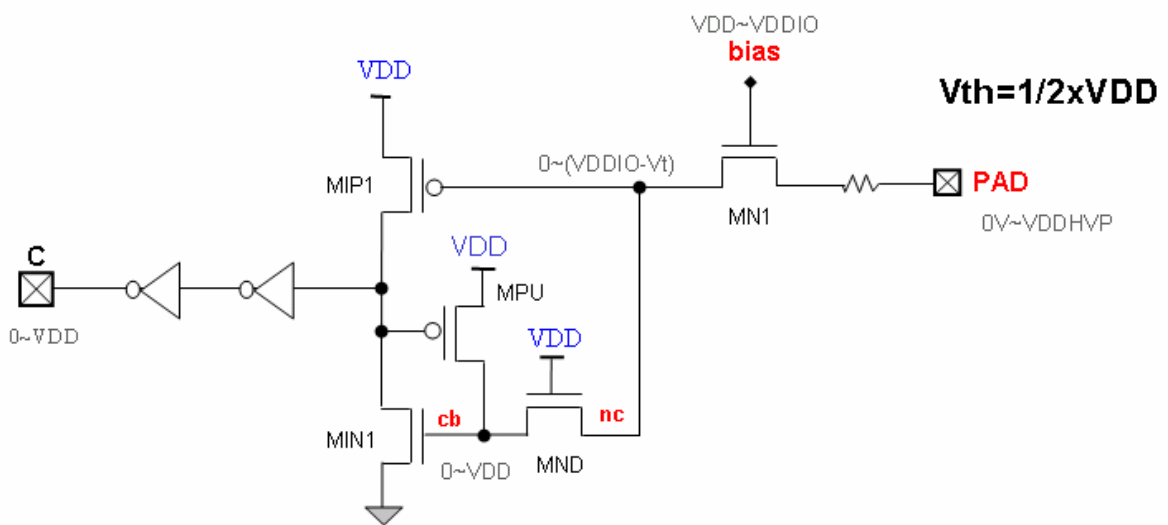 VDD~VDDIO
bias
VDD
Vth=1/2xVDD
0~(VDDIO-Vt)
MIP1
PAD
MN1
0V~VDDHVP
VDD
C
MPU
VDD
0~VDD
cb
nc
MIN1
MND
0~VDD